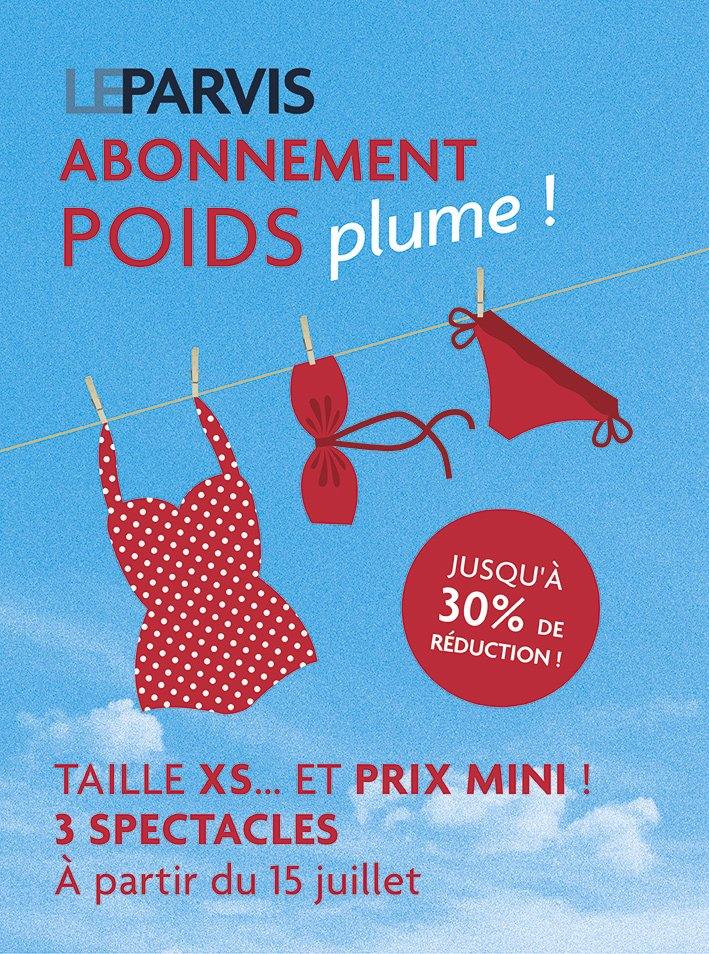 LEPARVIS
ABONNEMENT
POIDS plume !
JUSQU'À
30% DE
RÉDUCTION !
TAILLE XS... ET PRIX MINI !
3 SPECTACLES
À partir du 15 juillet